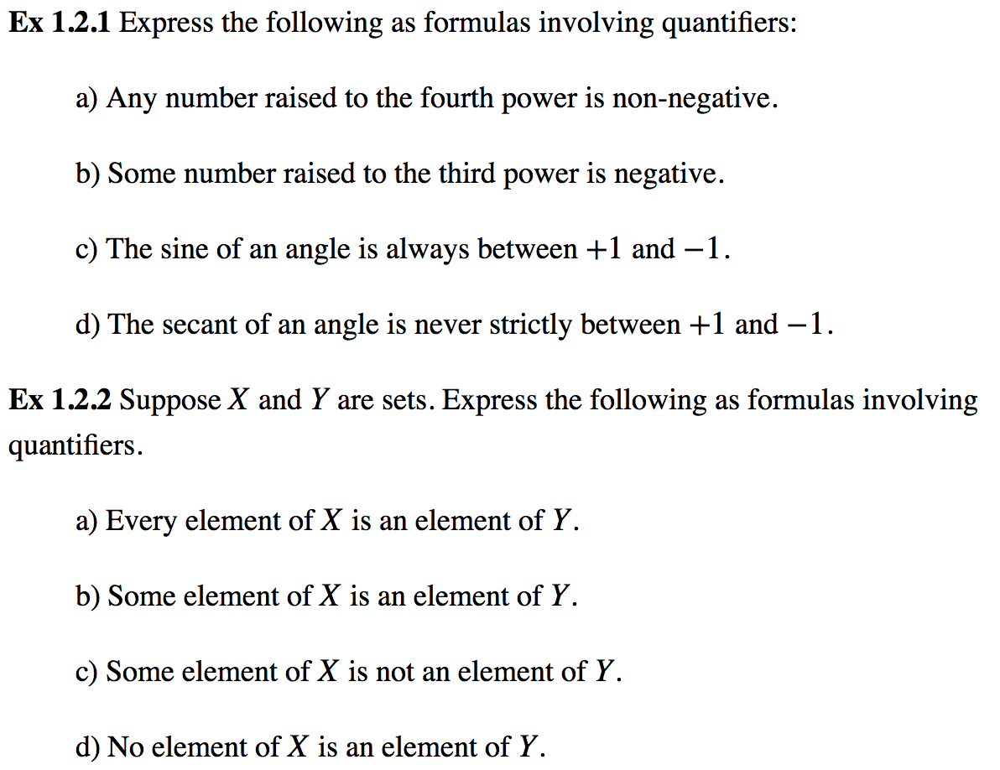 Ex 1.2.1 Express the following as formulas involving quantifiers:
a) Any number raised to the fourth power is non-negative.
b) Some number raised to the third power is negative.
c) The sine of an angle is always between +1 and −1.
d) The secant of an angle is never strictly between +1 and −1.
Ex 1.2.2 Suppose X and Y are sets. Express the following as formulas involving
quantifiers.
a) Every element of X is an element of Y.
b) Some element of X is an element of Y.
c) Some element of X is not an element of Y.
d) No element of X is an element of Y.